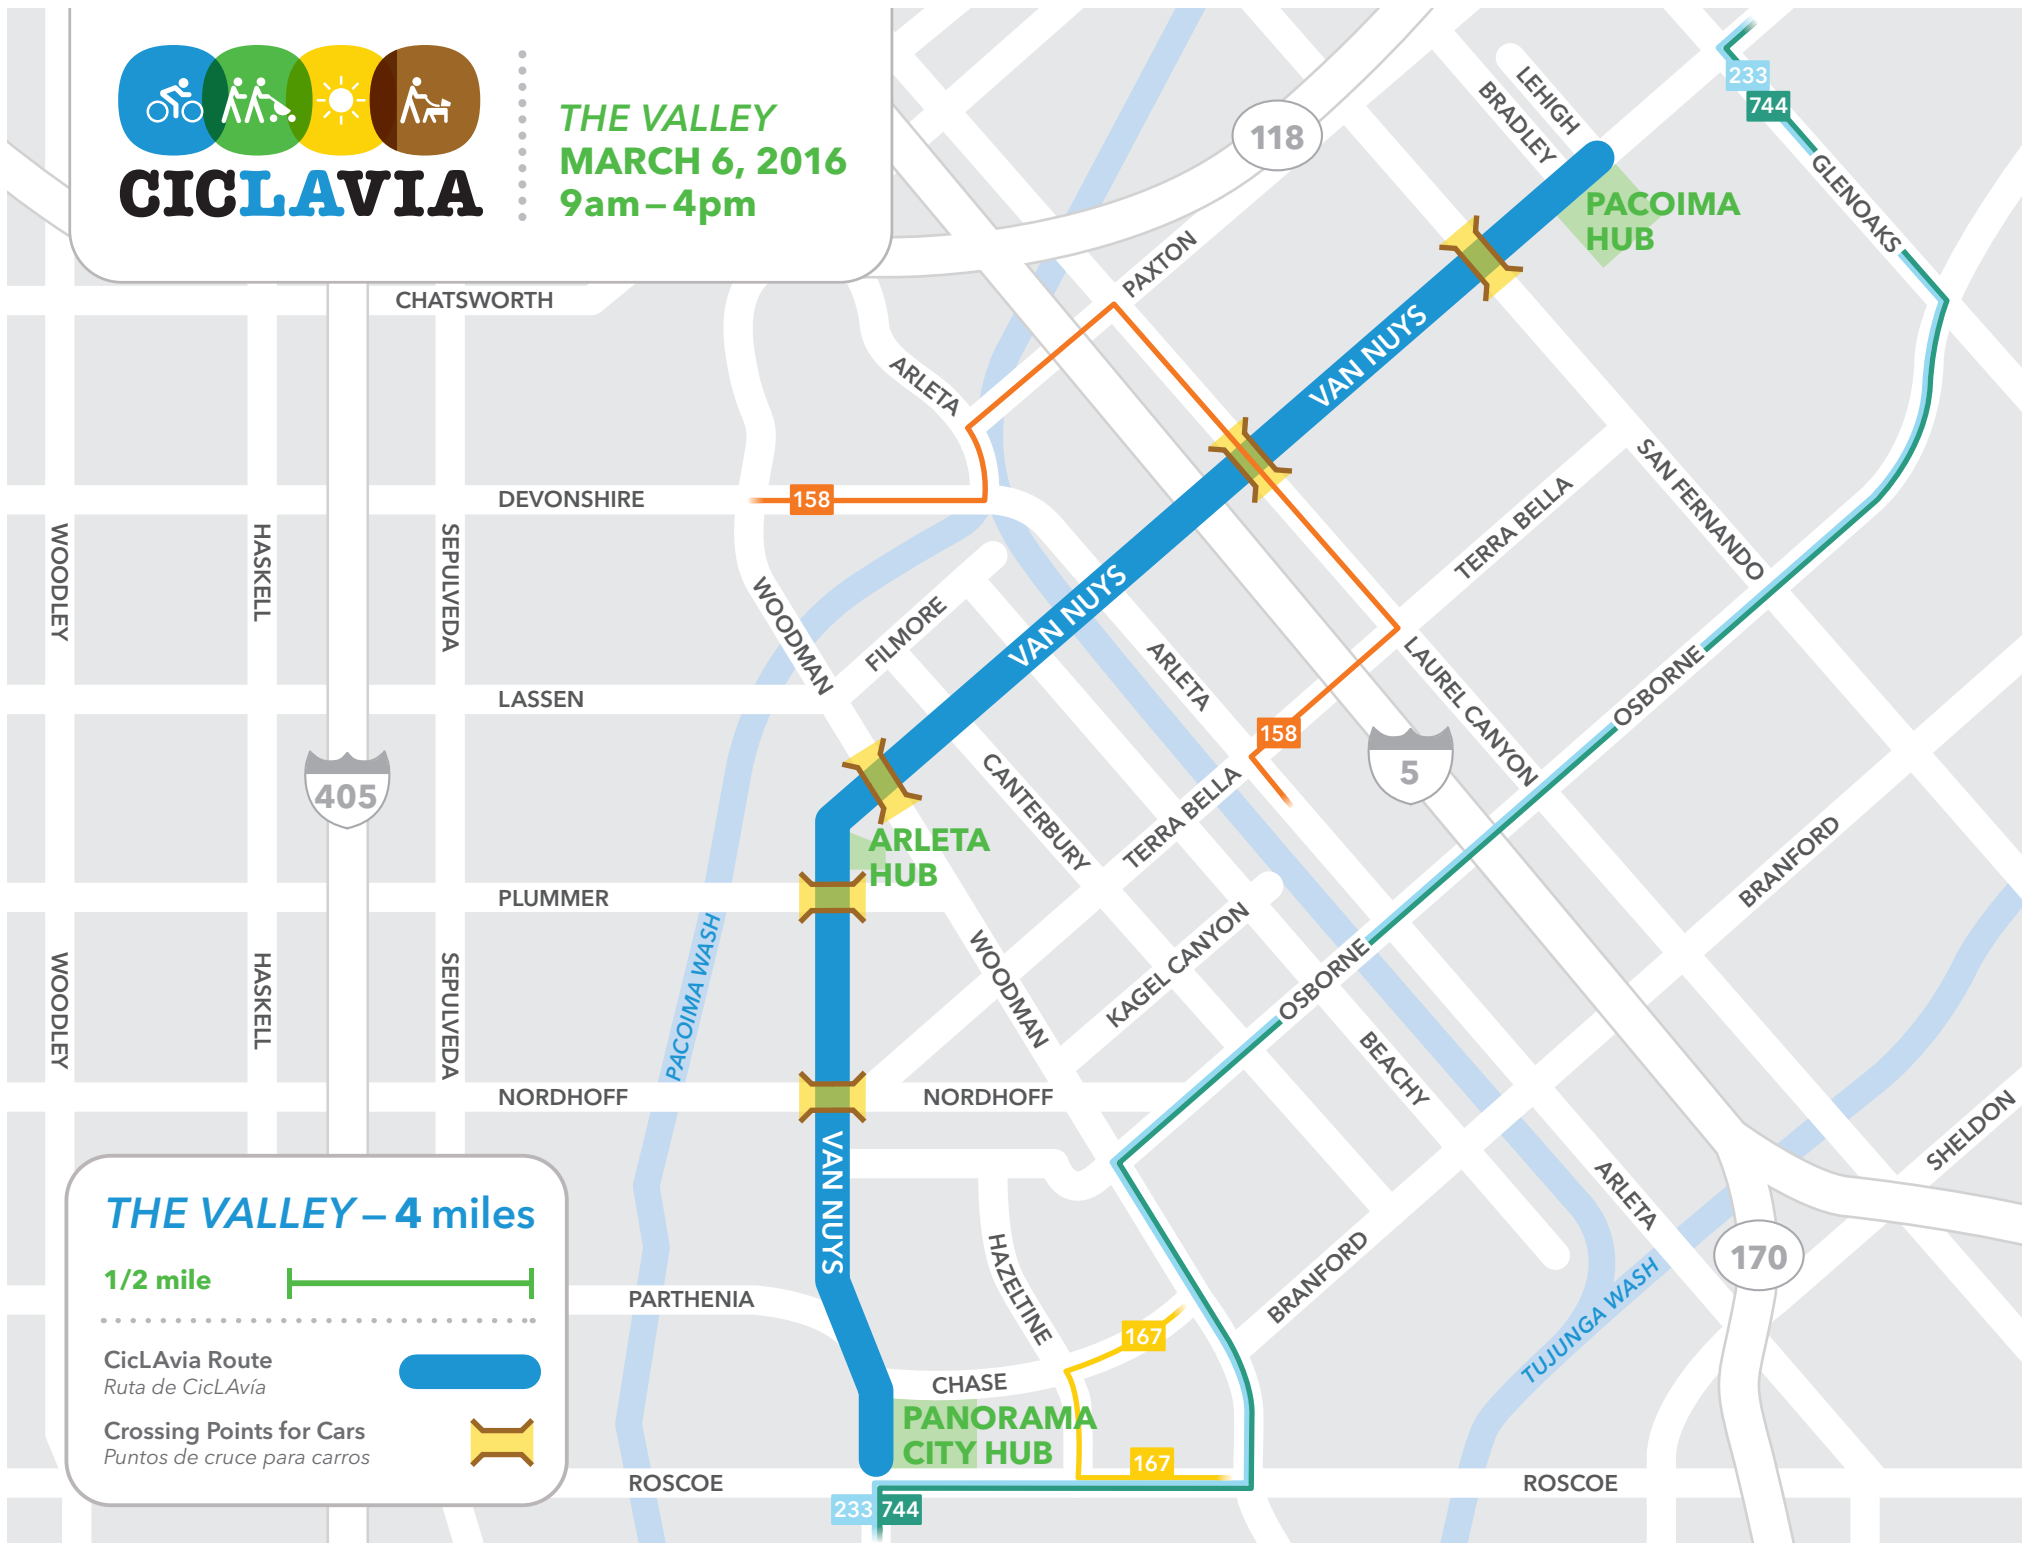 CICLAVIA
THE VALLEY
MARCH 6, 2016
9am–4pm
118
LEHIGH
BRADLEY
233
744
GLENOAKS
PACOIMA
HUB
PAXTON
CHATSWORTH
VAN NUYS
ARLETA
DEVONSHIRE
158
SAN FERNANDO
TERRA BELLA
WOODLEY
HASKELL
SEPULVEDA
WOODMAN
FILMORE
VAN NUYS
ARLETA
LAUREL CANYON
OSBORNE
LASSEN
158
5
405
CANTERBURY
TERRA BELLA
ARLETA
HUB
BRANFORD
PLUMMER
PACOIMA WASH
WOODLEY
HASKELL
SEPULVEDA
WOODMAN
KAGEL CANYON
OSBORNE
BEACHY
NORDHOFF
NORDHOFF
SHELDON
VAN NUYS
ARLETA
170
HAZELTINE
BRANFORD
TUJUNGA WASH
PARTHENIA
167
CHASE
PANORAMA
CITY HUB
167
ROSCOE
ROSCOE
233
744
THE VALLEY – 4 miles
1/2 mile
CicLAvia Route
Ruta de CicLAvía
Crossing Points for Cars
Puntos de cruce para carros